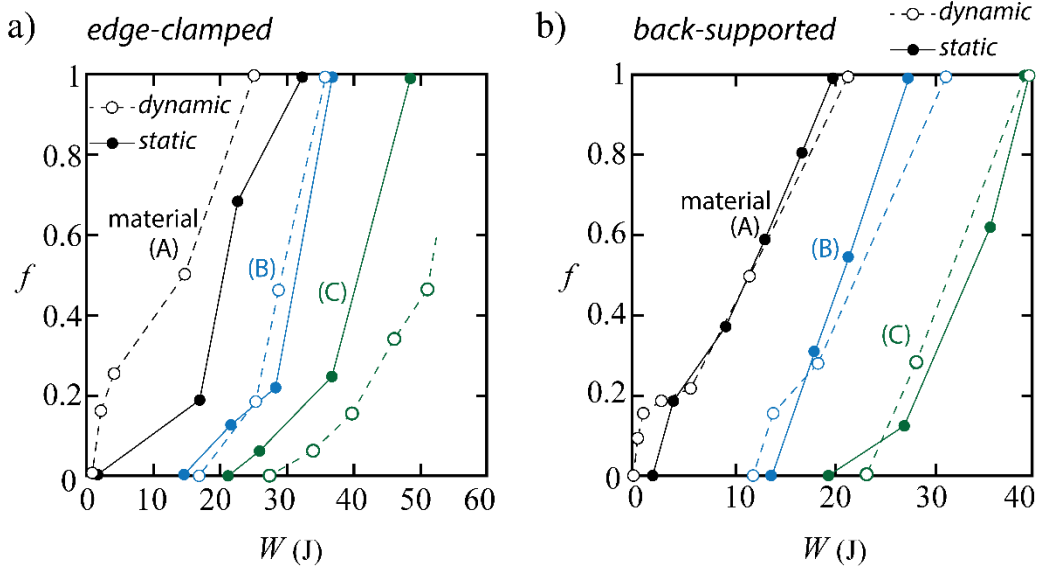 a) edge-clamped
1
dynamic
static
0.8
material
(A)
0.6
(B)
f
(C)
0.4
0.2
0
0 10 20 30 40 50 60
W (J)
b) back-supported
dynamic
static
1
0.8
material
(A)
0.6
(B)
f
0.4
(C)
0.2
0
0 10 20 30 40
W (J)